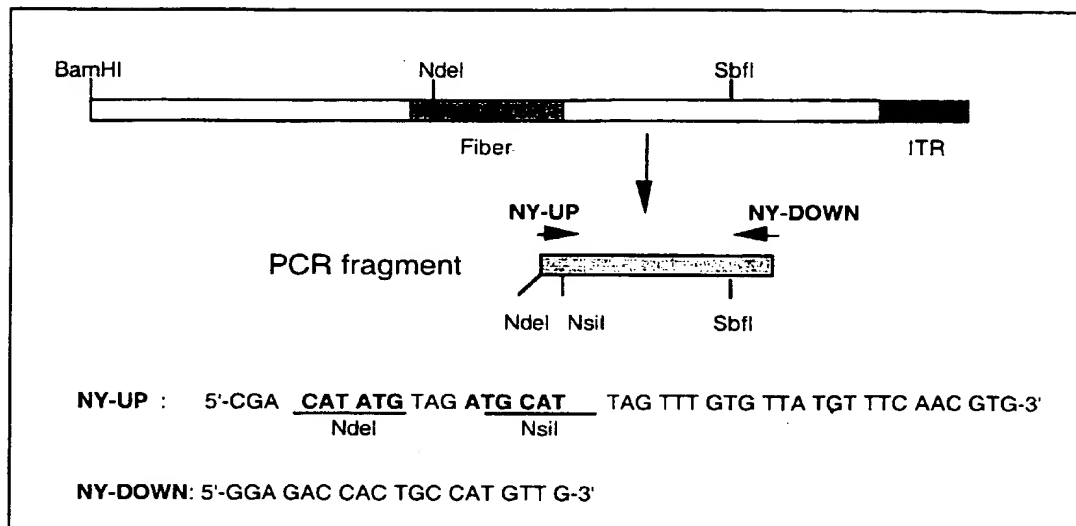 BamHI NdeI SbfI
Fiber ITR
NY-UP NY-DOWN
PCR fragment
NdeI NsiI SbfI
NY-UP : 5'-CGA CAT ATG TAG ATG CAT TAG TTT GTG TTA TGT TTC AAC GTG-3'
NdeI NsiI
NY-DOWN: 5'-GGA GAC CAC TGC CAT GTT G-3'